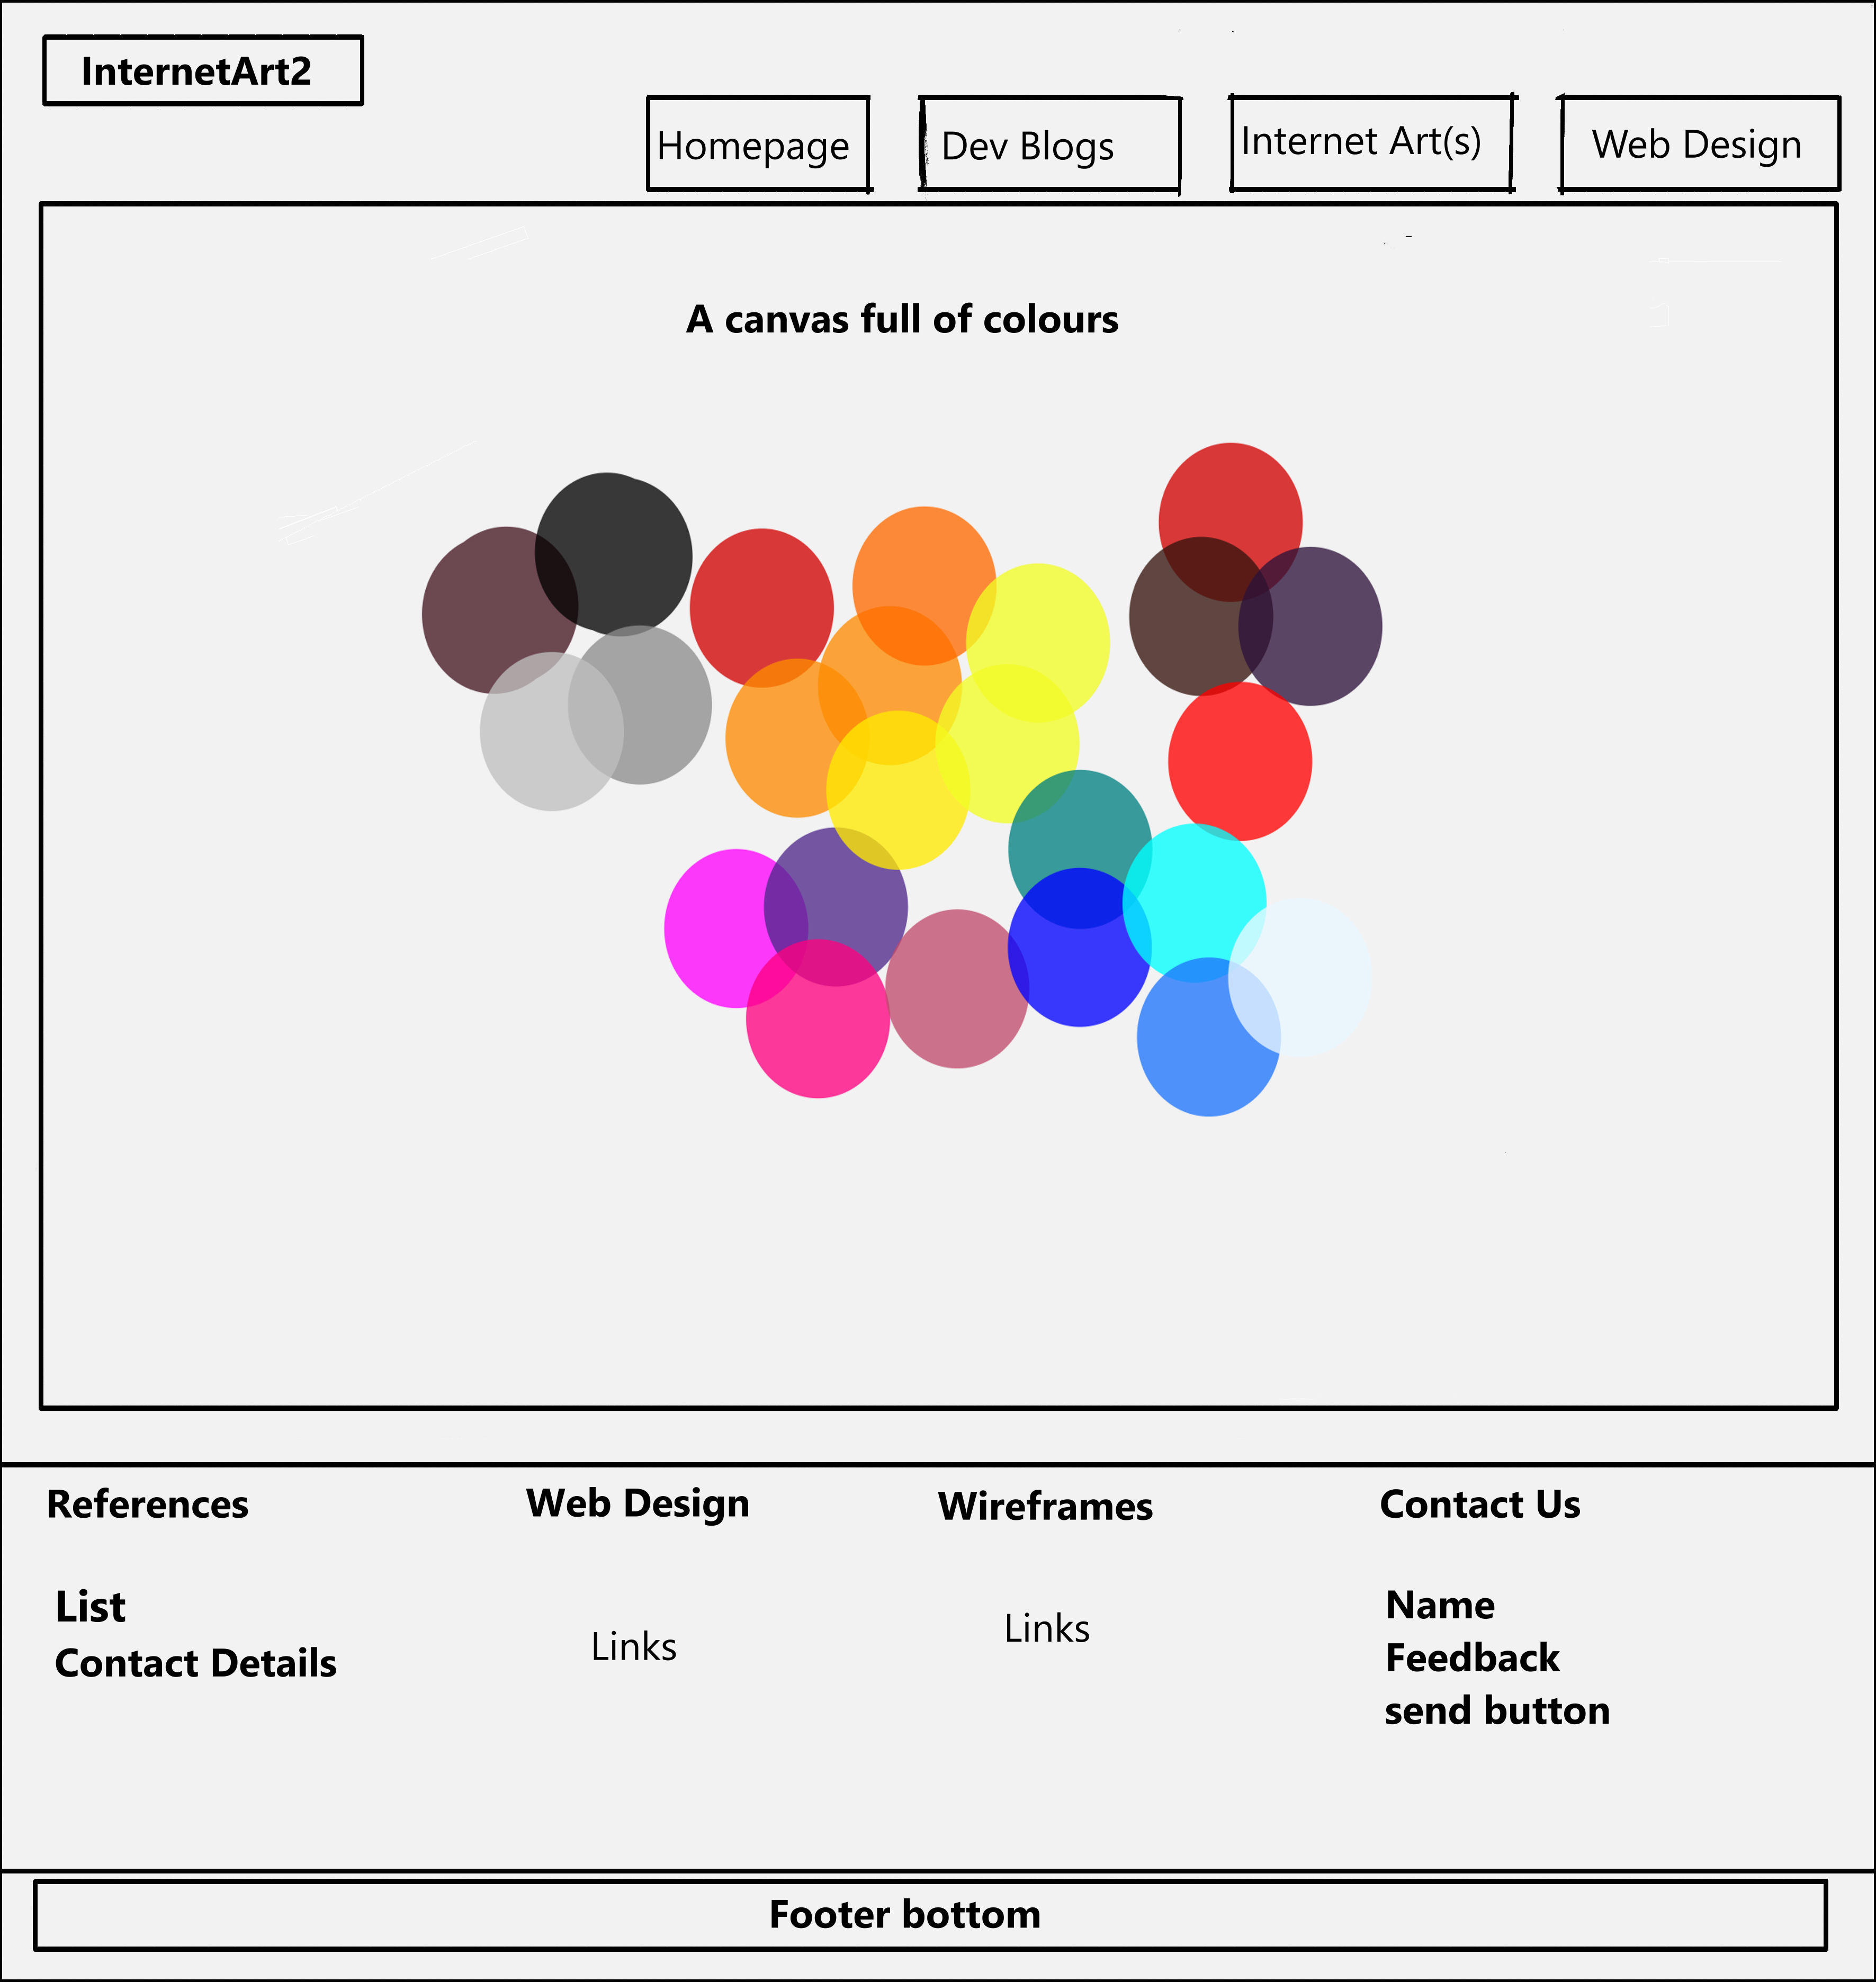 InternetArt2
Homepage
Dev Blogs
Internet Art(s)
Web Design
A canvas full of colours
References
List
Contact Details
Web Design
Links
Wireframes
Links
Contact Us
Name
Feedback
send button
Footer bottom